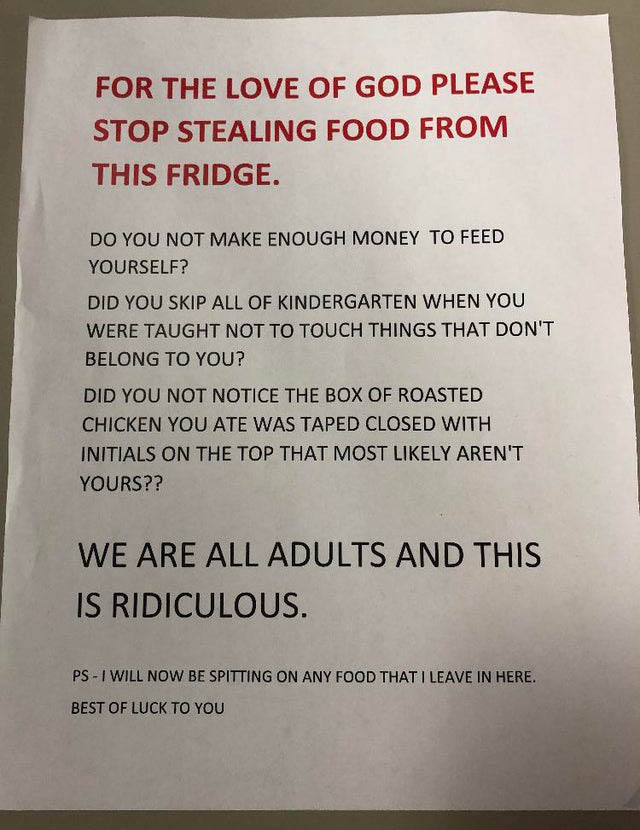 FOR THE LOVE OF GOD PLEASE
STOP STEALING FOOD FROM
THIS FRIDGE.
DO YOU NOT MAKE ENOUGH MONEY  TO FEED
YOURSELF?
DID YOU SKIP ALL OF KINDERGARTEN WHEN YOU
WERE TAUGHT NOT TO TOUCH THINGS THAT DON'T
BELONG TO YOU?
DID YOU NOT NOTICE THE BOX OF ROASTED
CHICKEN YOU ATE WAS TAPED CLOSED WITH
INITIALS ON THE TOP THAT MOST LIKELY AREN'T
YOURS??
WE ARE ALL ADULTS AND THIS
IS RIDICULOUS.
PS - I WILL NOW BE SPITTING ON ANY FOOD THAT I LEAVE IN HERE.
BEST OF LUCK TO YOU